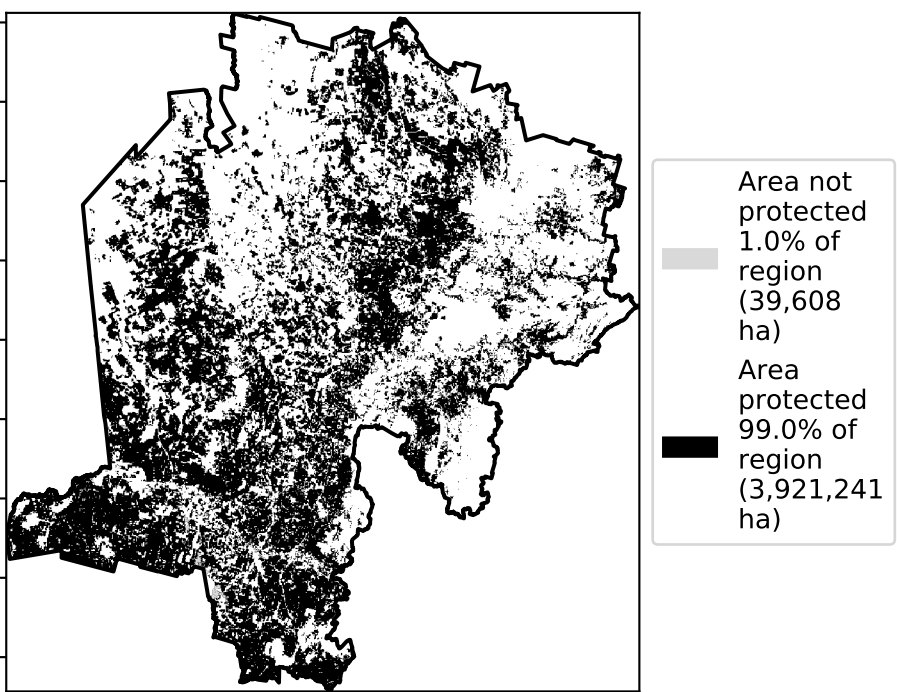 Area not
protected
1.0% of
region
(39,608
ha)
Area
protected
99.0% of
region
(3,921,241
ha)